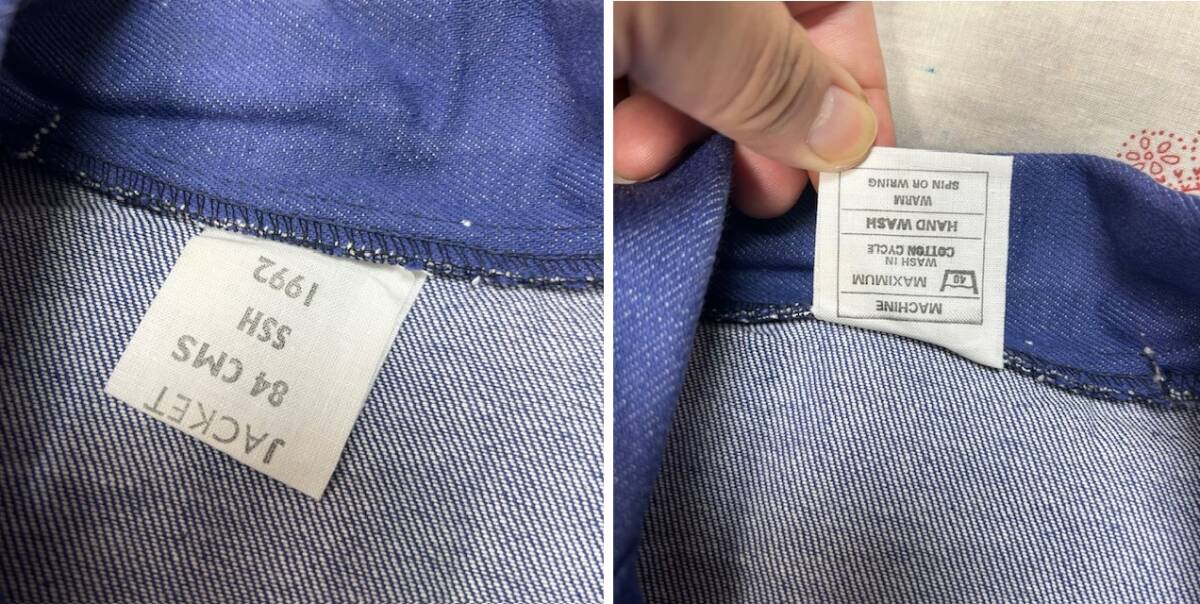 JACKET
84 CMS
SSH
1992
MACHINE
40 MAXIMUM
WASH IN
COTTON CYCLE
HAND WASH
WARM
SPIN OR WRING